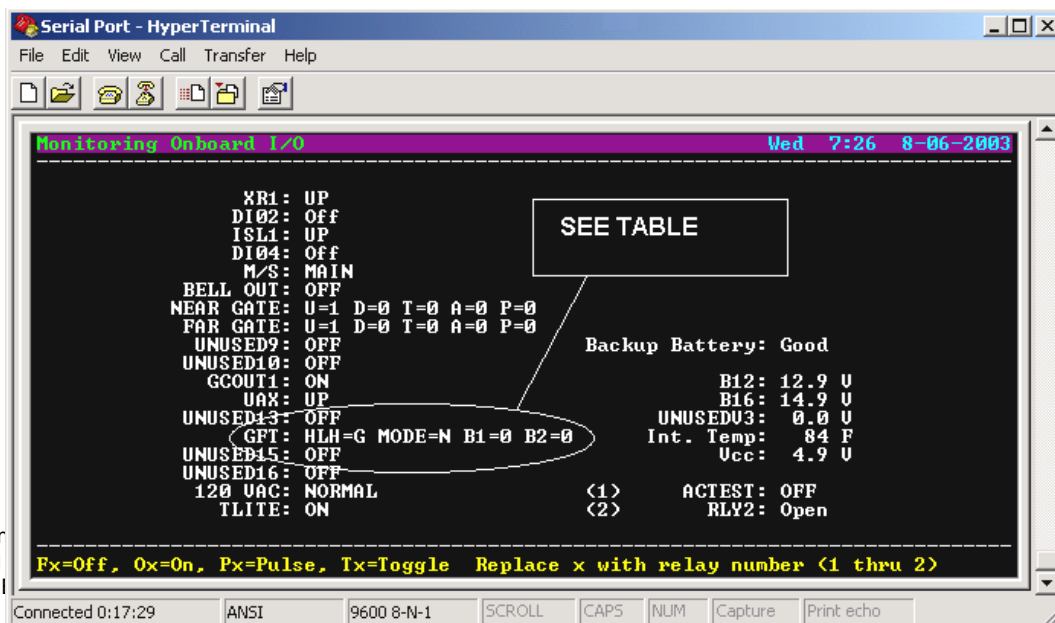 Serial Port - HyperTerminal
File Edit View Call Transfer Help
Monitoring Onboard I/O Wed 7:26 8-06-2003
XR1: UP
DI02: Off
ISL1: UP
DI04: Off
M/S: MAIN
BELL OUT: OFF
NEAR GATE: U=1 D=0 T=0 A=0 P=0
FAR GATE: U=1 D=0 T=0 A=0 P=0
UNUSED9: OFF
UNUSED10: OFF
GCOUT1: ON
UAX: UP
UNUSED13: OFF
GFT: HLH=G MODE=N B1=0 B2=0
UNUSED15: OFF
UNUSED16: OFF
120 VAC: NORMAL
TLITE: ON
SEE TABLE
Backup Battery: Good
B12: 12.9 V
B16: 14.9 V
UNUSEDV3: 0.0 V
Int. Temp: 84 F
Vcc: 4.9 V
(1) ACTEST: OFF
(2) RLY2: Open
Fx=Off, Ox=On, Px=Pulse, Tx=Toggle Replace x with relay number (1 thru 2)
Connected 0:17:29 ANSI 9600 8-N-1 SCROLL CAPS NUM Capture Print echo